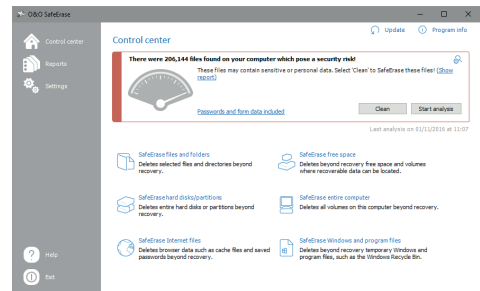 O&O SafeErase
Update
Program info
Control center
Control center
Reports
Settings
There were 206,144 files found on your computer which pose a security risk!
These files may contain sensitive or personal data. Select 'Clean' to SafeErase these files! (Show
report)
Passwords and form data included
Clean
Start analysis
Last analysis on 01/11/2016 at 11:07
SafeErase files and folders
Deletes selected files and directories beyond
recovery.
SafeErase free space
Deletes beyond recovery free space and volumes
where recoverable data can be located.
SafeErase hard disks/partitions
Deletes entire hard disks or partitions beyond
recovery.
SafeErase entire computer
Deletes all volumes on this computer beyond recovery.
SafeErase Internet files
Deletes browser data such as cache files and saved
passwords beyond recovery.
SafeErase Windows and program files
Deletes beyond recovery temporary Windows and
program files, such as the Windows Recycle Bin.
Help
Exit